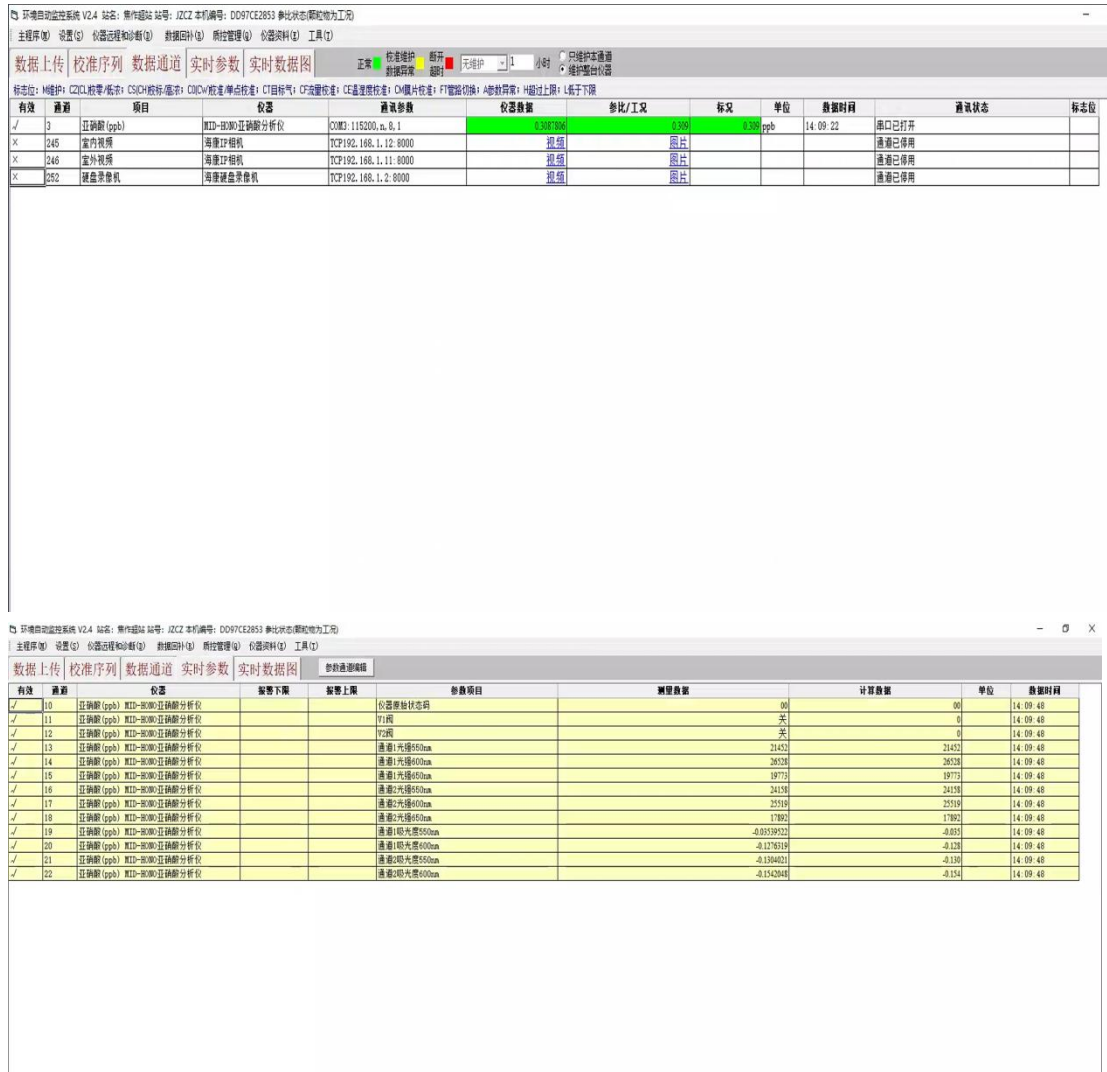 环境自动监控系统 V2.4 站名: 焦作超站 站号: JZCZ 本机编号: DD97CE2853 参比状态(颗粒物为工况)
主程序(M) 设置(S) 仪器远程和诊断(D) 数据回补(B) 质控管理(Q) 仪器资料(I) 工具(T)
数据上传 校准序列 数据通道 实时参数 实时数据图 正常 校准维护 数据异常 断开 超时 无维护 1 小时 只维护本通道 维护整台仪器
标志位: M维护; CZ|CL校零/低浓; CS|CH校标/高浓; C0|CW校准/单点校准; CT目标气; CF流量校准; CE温湿度校准; CM膜片校准; FT管路切换; A参数异常; H超过上限; L低于下限
有效 通道 项目 仪器 通讯参数 仪器数据 参比/工况 标况 单位 数据时间 通讯状态 标志位
√ 3 亚硝酸(ppb) MID-HONO亚硝酸分析仪 COM3:115200,n,8,1 0.3087806 0.309 0.309 ppb 14:09:22 串口已打开
X 245 室内视频 海康IP相机 TCP192.168.1.12:8000 视频 图片 通道已停用
X 246 室外视频 海康IP相机 TCP192.168.1.11:8000 视频 图片 通道已停用
X 252 硬盘录像机 海康硬盘录像机 TCP192.168.1.2:8000 视频 图片 通道已停用
环境自动监控系统 V2.4 站名: 焦作超站 站号: JZCZ 本机编号: DD97CE2853 参比状态(颗粒物为工况)
主程序(M) 设置(S) 仪器远程和诊断(D) 数据回补(B) 质控管理(Q) 仪器资料(I) 工具(T)
数据上传 校准序列 数据通道 实时参数 实时数据图 参数通道编辑
有效 通道 仪器 报警下限 报警上限 参数项目 测量数据 计算数据 单位 数据时间
√ 10 亚硝酸(ppb) MID-HONO亚硝酸分析仪 仪器原始状态码 00 00 14:09:48
√ 11 亚硝酸(ppb) MID-HONO亚硝酸分析仪 V1阀 关 0 14:09:48
√ 12 亚硝酸(ppb) MID-HONO亚硝酸分析仪 V2阀 关 0 14:09:48
√ 13 亚硝酸(ppb) MID-HONO亚硝酸分析仪 通道1光强550nm 21452 21452 14:09:48
√ 14 亚硝酸(ppb) MID-HONO亚硝酸分析仪 通道1光强600nm 26528 26528 14:09:48
√ 15 亚硝酸(ppb) MID-HONO亚硝酸分析仪 通道1光强650nm 19773 19773 14:09:48
√ 16 亚硝酸(ppb) MID-HONO亚硝酸分析仪 通道2光强550nm 24158 24158 14:09:48
√ 17 亚硝酸(ppb) MID-HONO亚硝酸分析仪 通道2光强600nm 25519 25519 14:09:48
√ 18 亚硝酸(ppb) MID-HONO亚硝酸分析仪 通道2光强650nm 17892 17892 14:09:48
√ 19 亚硝酸(ppb) MID-HONO亚硝酸分析仪 通道1吸光度550nm -0.03539522 -0.035 14:09:48
√ 20 亚硝酸(ppb) MID-HONO亚硝酸分析仪 通道1吸光度600nm -0.1276319 -0.128 14:09:48
√ 21 亚硝酸(ppb) MID-HONO亚硝酸分析仪 通道2吸光度550nm -0.1304021 -0.130 14:09:48
√ 22 亚硝酸(ppb) MID-HONO亚硝酸分析仪 通道2吸光度600nm -0.1542048 -0.154 14:09:48